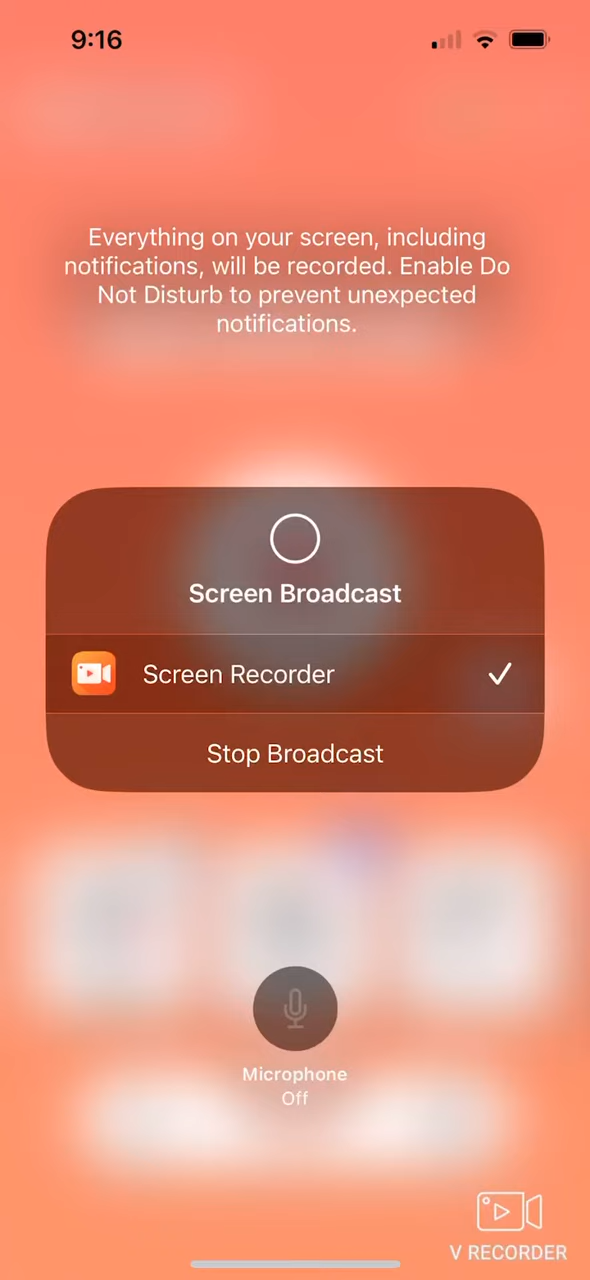 9:16
Everything on your screen, including
notifications, will be recorded. Enable Do
Not Disturb to prevent unexpected
notifications.
Screen Broadcast
Screen Recorder
Stop Broadcast
Microphone
Off
V RECORDER